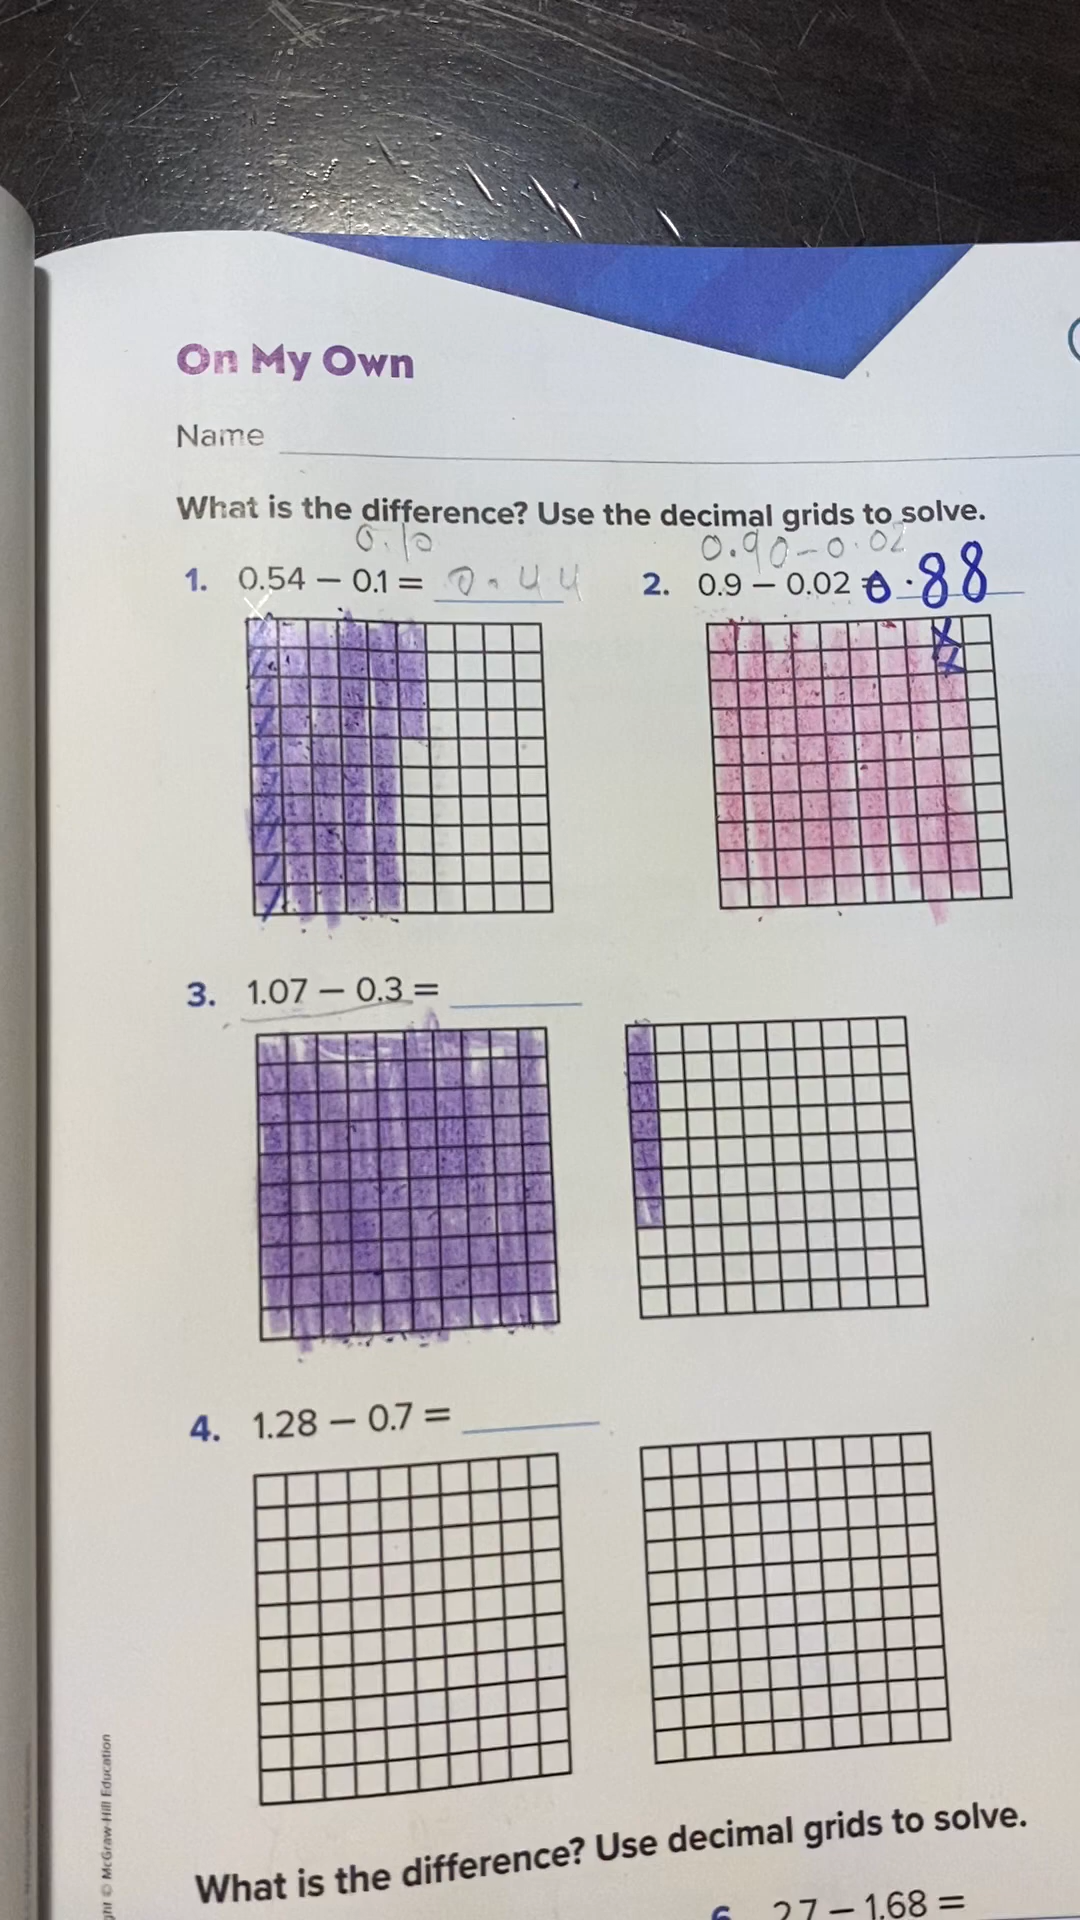 On My Own
Name
What is the difference? Use the decimal grids to solve.
0.10
1. 0.54 – 0.1 = 0.44
0.90-0.02
2. 0.9 – 0.02 = 0.88
3. 1.07 – 0.3 =
4. 1.28 – 0.7 =
What is the difference? Use decimal grids to solve.
6 2.7 – 1.68 =
© McGraw-Hill Education